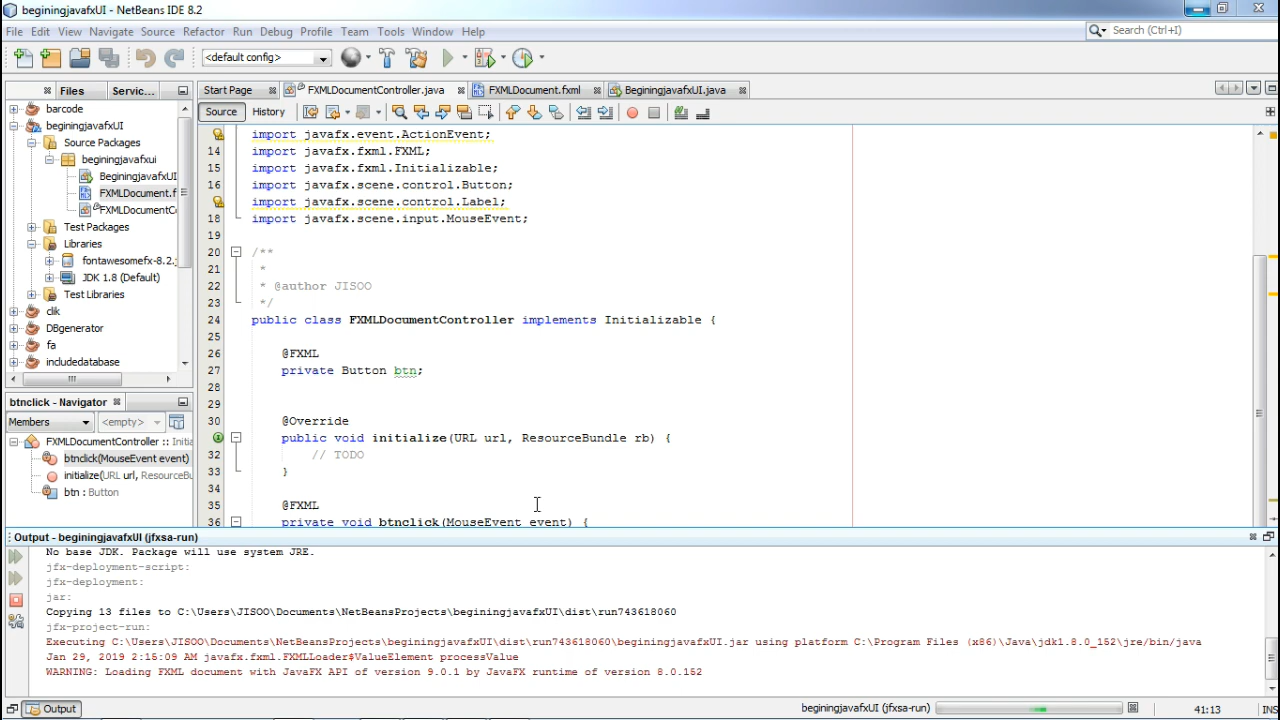 beginingjavafxUI - NetBeans IDE 8.2
File Edit View Navigate Source Refactor Run Debug Profile Team Tools Window Help
Search (Ctrl+I)
<default config>
Files Servic...
Start Page FXMLDocumentController.java FXMLDocument.fxml BeginingjavafxUI.java
Source History
barcode
beginingjavafxUI
Source Packages
beginingjavafxui
BeginingjavafxUI
FXMLDocument.f
FXMLDocumentCo
Test Packages
Libraries
fontawesomefx-8.2.j
JDK 1.8 (Default)
Test Libraries
clik
DBgenerator
fa
includedatabase
btnclick - Navigator
Members <empty>
FXMLDocumentController :: Initia
btnclick(MouseEvent event)
initialize(URL url, ResourceBu
btn : Button
import javafx.event.ActionEvent;
14 import javafx.fxml.FXML;
15 import javafx.fxml.Initializable;
16 import javafx.scene.control.Button;
import javafx.scene.control.Label;
18 import javafx.scene.input.MouseEvent;
19
20 /**
21 *
22 * @author JISOO
23 */
24 public class FXMLDocumentController implements Initializable {
25
26 @FXML
27 private Button btn;
28
29
30 @Override
public void initialize(URL url, ResourceBundle rb) {
32 // TODO
33 }
34
35 @FXML
36 private void btnclick(MouseEvent event) {
Output - beginingjavafxUI (jfxsa-run)
No base JDK. Package will use system JRE.
jfx-deployment-script:
jfx-deployment:
jar:
Copying 13 files to C:\Users\JISOO\Documents\NetBeansProjects\beginingjavafxUI\dist\run743618060
jfx-project-run:
Executing C:\Users\JISOO\Documents\NetBeansProjects\beginingjavafxUI\dist\run743618060\beginingjavafxUI.jar using platform C:\Program Files (x86)\Java\jdk1.8.0_152\jre/bin/java
Jan 29, 2019 2:15:09 AM javafx.fxml.FXMLLoader$ValueElement processValue
WARNING: Loading FXML document with JavaFX API of version 9.0.1 by JavaFX runtime of version 8.0.152
Output
beginingjavafxUI (jfxsa-run)
41:13
INS